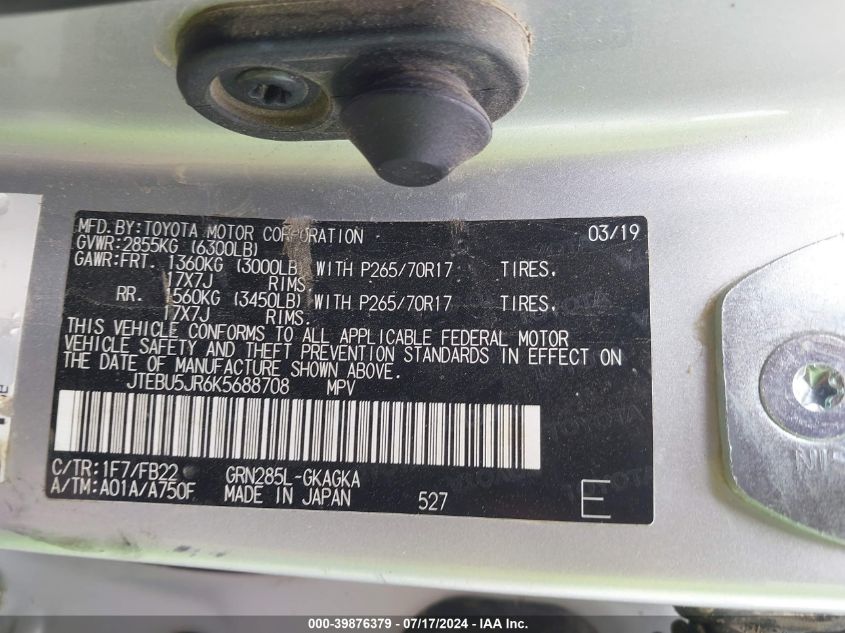 MFD.BY:TOYOTA MOTOR CORPORATION 03/19
GVWR:2855KG (6300LB)
GAWR:FRT. 1360KG (3000LB) WITH P265/70R17 TIRES,
17X7J RIMS.
RR. 1560KG (3450LB) WITH P265/70R17 TIRES,
17X7J RIMS.
THIS VEHICLE CONFORMS TO ALL APPLICABLE FEDERAL MOTOR
VEHICLE SAFETY AND THEFT PREVENTION STANDARDS IN EFFECT ON
THE DATE OF MANUFACTURE SHOWN ABOVE.
JTEBU5JR6K5688708 MPV
C/TR:1F7/FB22 GRN285L-GKAGKA
A/TM:A01A/A750F MADE IN JAPAN 527 E
000-39876379 / 07/17/2024 - IAA Inc.